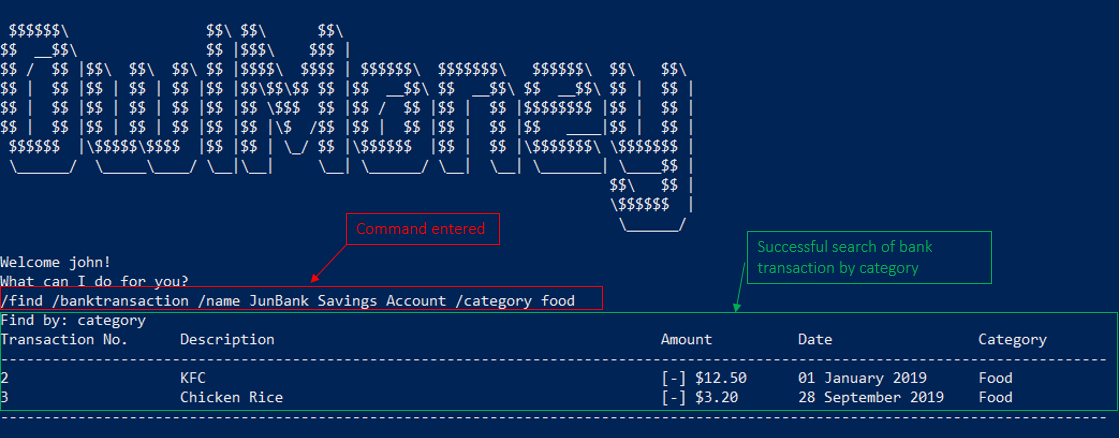 OwlMoney
Command entered
Successful search of bank
transaction by category
Welcome john!
What can I do for you?
/find /banktransaction /name JunBank Savings Account /category food
Find by: category
Transaction No. Description Amount Date Category
2 KFC [-] $12.50 01 January 2019 Food
3 Chicken Rice [-] $3.20 28 September 2019 Food